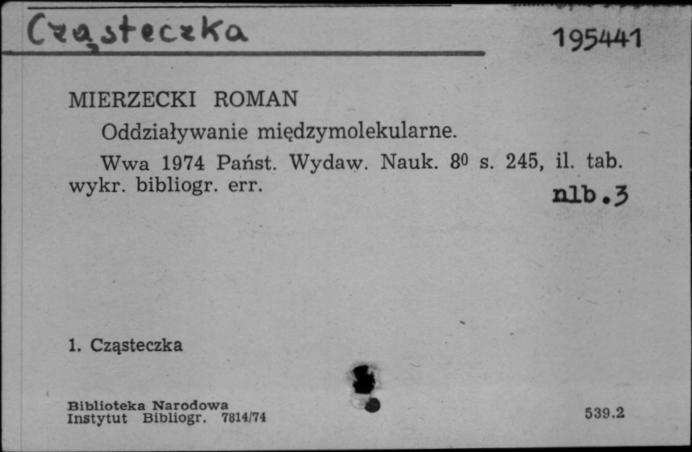 Cząsteczka
195441
MIERZECKI ROMAN
Oddziaływanie międzymolekularne.
Wwa 1974 Państ. Wydaw. Nauk. 8⁰ s. 245, il. tab.
wykr. bibliogr. err.
nlb.3
1. Cząsteczka
Biblioteka Narodowa
Instytut Bibliogr. 7814/74
539.2